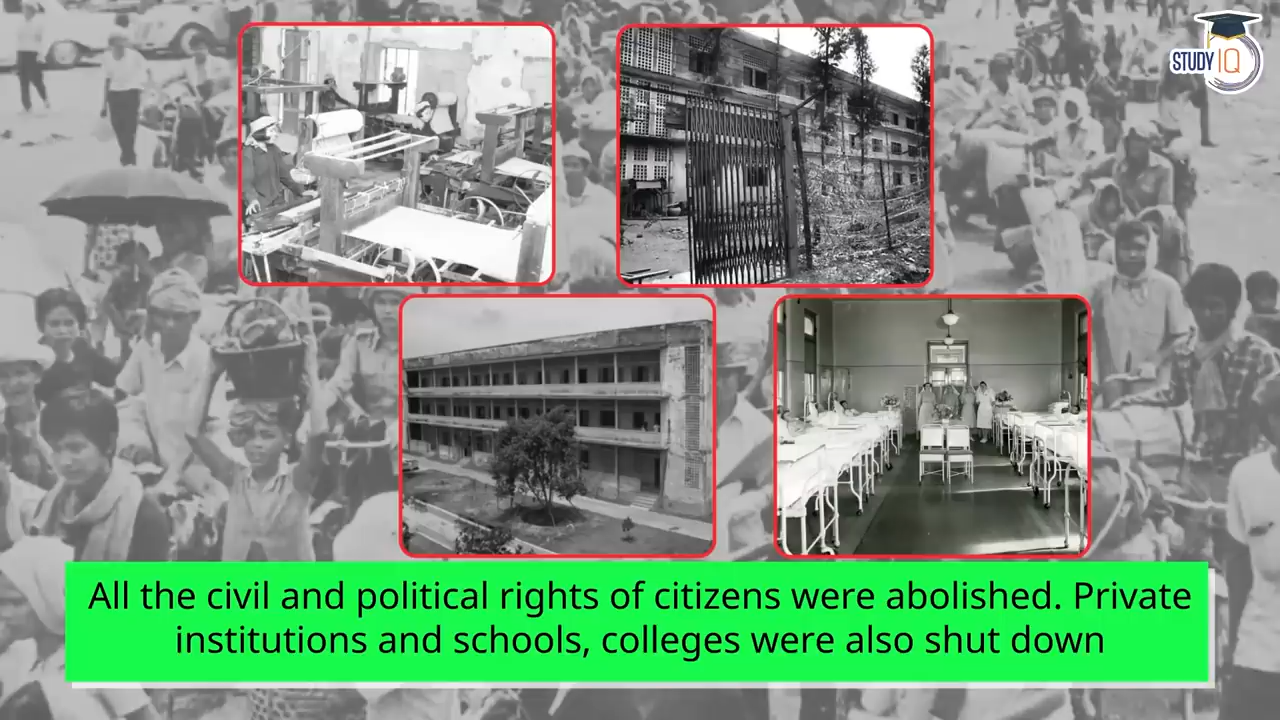 STUDY IQ
All the civil and political rights of citizens were abolished. Private
institutions and schools, colleges were also shut down